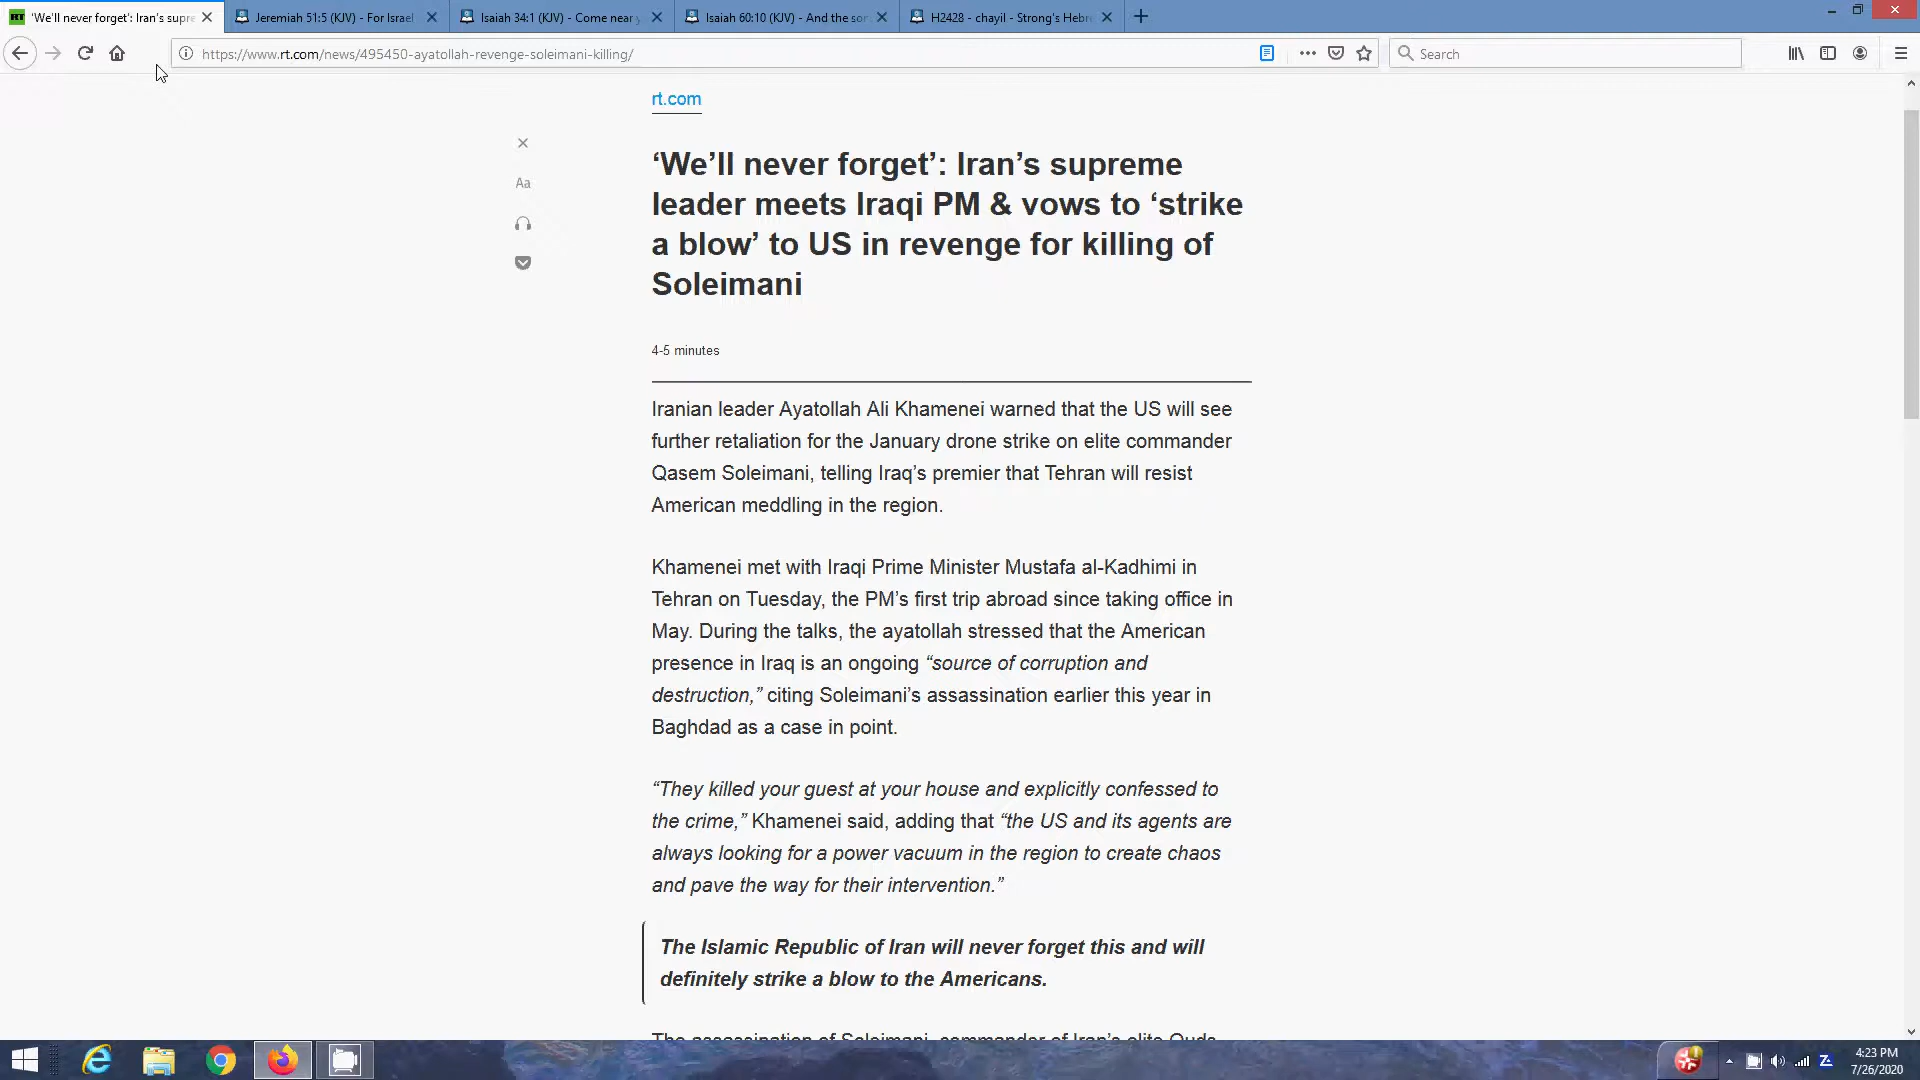 'We'll never forget': Iran's supre
Jeremiah 51:5 (KJV) - For Israel
Isaiah 34:1 (KJV) - Come near y
Isaiah 60:10 (KJV) - And the son
H2428 - chayil - Strong's Hebre
https://www.rt.com/news/495450-ayatollah-revenge-soleimani-killing/
Search
rt.com
Aa
‘We’ll never forget’: Iran’s supreme
leader meets Iraqi PM & vows to ‘strike
a blow’ to US in revenge for killing of
Soleimani
4-5 minutes
Iranian leader Ayatollah Ali Khamenei warned that the US will see
further retaliation for the January drone strike on elite commander
Qasem Soleimani, telling Iraq’s premier that Tehran will resist
American meddling in the region.
Khamenei met with Iraqi Prime Minister Mustafa al-Kadhimi in
Tehran on Tuesday, the PM’s first trip abroad since taking office in
May. During the talks, the ayatollah stressed that the American
presence in Iraq is an ongoing “source of corruption and
destruction,” citing Soleimani’s assassination earlier this year in
Baghdad as a case in point.
“They killed your guest at your house and explicitly confessed to
the crime,” Khamenei said, adding that “the US and its agents are
always looking for a power vacuum in the region to create chaos
and pave the way for their intervention.”
The Islamic Republic of Iran will never forget this and will
definitely strike a blow to the Americans.
The assassination of Soleimani, commander of Iran’s elite Quds
4:23 PM
7/26/2020